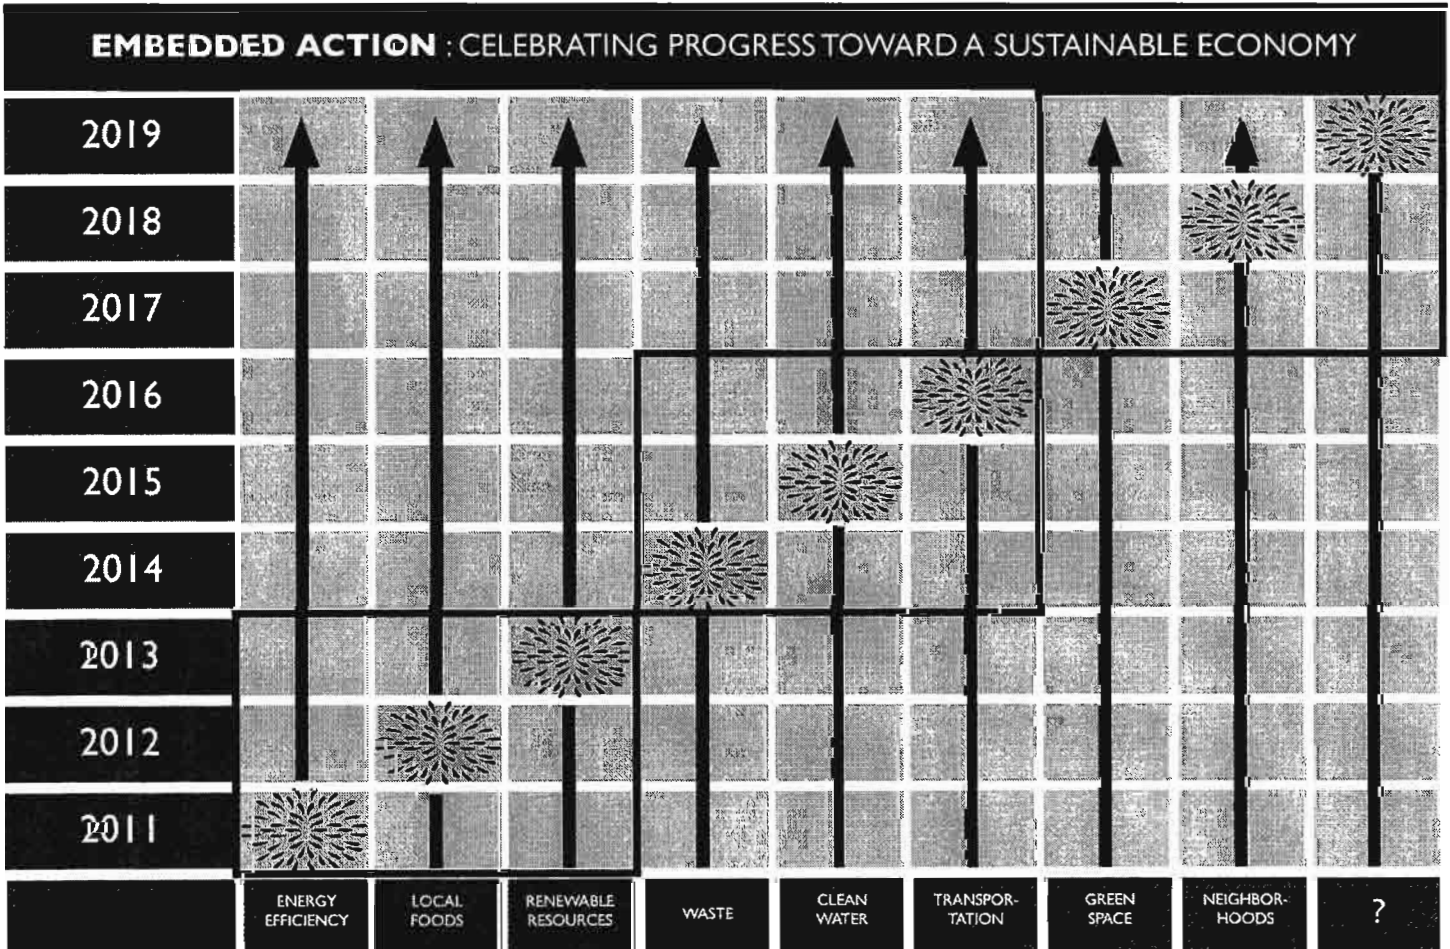 EMBEDDED ACTION : CELEBRATING PROGRESS TOWARD A SUSTAINABLE ECONOMY
2019
2018
2017
2016
2015
2014
2013
2012
2011
ENERGY
EFFICIENCY
LOCAL
FOODS
RENEWABLE
RESOURCES
WASTE
CLEAN
WATER
TRANSPOR-
TATION
GREEN
SPACE
NEIGHBOR-
HOODS
?